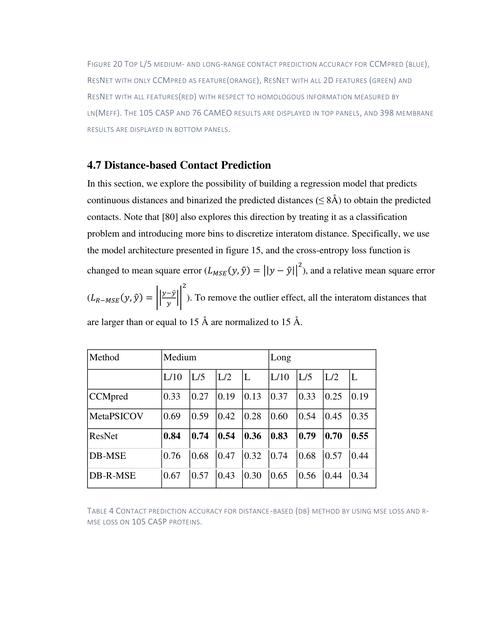 FIGURE 20 TOP L/5 MEDIUM- AND LONG-RANGE CONTACT PREDICTION ACCURACY FOR CCMPRED (BLUE),
RESNET WITH ONLY CCMPRED AS FEATURE(ORANGE), RESNET WITH ALL 2D FEATURES (GREEN) AND
RESNET WITH ALL FEATURES(RED) WITH RESPECT TO HOMOLOGOUS INFORMATION MEASURED BY
LN(MEFF). THE 105 CASP AND 76 CAMEO RESULTS ARE DISPLAYED IN TOP PANELS, AND 398 MEMBRANE
RESULTS ARE DISPLAYED IN BOTTOM PANELS.
4.7 Distance-based Contact Prediction
In this section, we explore the possibility of building a regression model that predicts
continuous distances and binarized the predicted distances (≤ 8Å) to obtain the predicted
contacts. Note that [80] also explores this direction by treating it as a classification
problem and introducing more bins to discretize interatom distance. Specifically, we use
the model architecture presented in figure 15, and the cross-entropy loss function is
changed to mean square error (L_MSE(y, ŷ) = ||y − ŷ||²), and a relative mean square error
(L_R−MSE(y, ŷ) = ||(y−ŷ)/y||²). To remove the outlier effect, all the interatom distances that
are larger than or equal to 15 Å are normalized to 15 Å.
Method Medium Long
L/10 L/5 L/2 L L/10 L/5 L/2 L
CCMpred 0.33 0.27 0.19 0.13 0.37 0.33 0.25 0.19
MetaPSICOV 0.69 0.59 0.42 0.28 0.60 0.54 0.45 0.35
ResNet 0.84 0.74 0.54 0.36 0.83 0.79 0.70 0.55
DB-MSE 0.76 0.68 0.47 0.32 0.74 0.68 0.57 0.44
DB-R-MSE 0.67 0.57 0.43 0.30 0.65 0.56 0.44 0.34
TABLE 4 CONTACT PREDICTION ACCURACY FOR DISTANCE-BASED (DB) METHOD BY USING MSE LOSS AND R-
MSE LOSS ON 105 CASP PROTEINS.